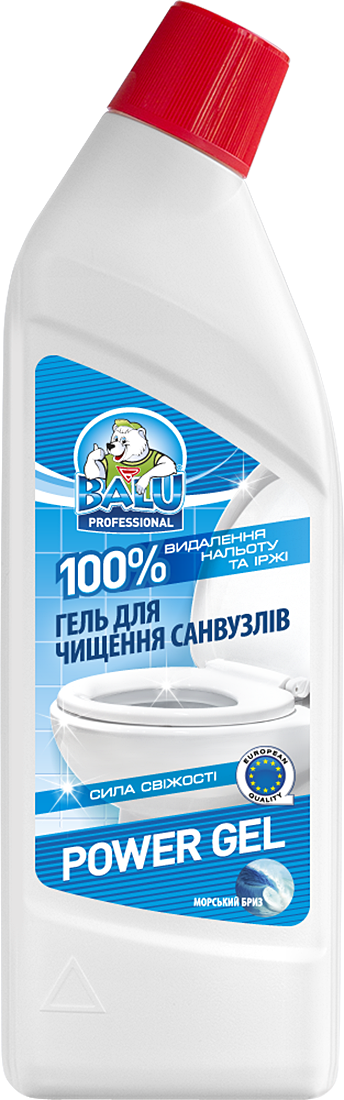 BALU
PROFESSIONAL
100% ВИДАЛЕННЯ
НАЛЬОТУ
ТА ІРЖІ
ГЕЛЬ ДЛЯ
ЧИЩЕННЯ САНВУЗЛІВ
EUROPEAN
QUALITY
СИЛА СВІЖОСТІ
POWER GEL
МОРСЬКИЙ БРИЗ